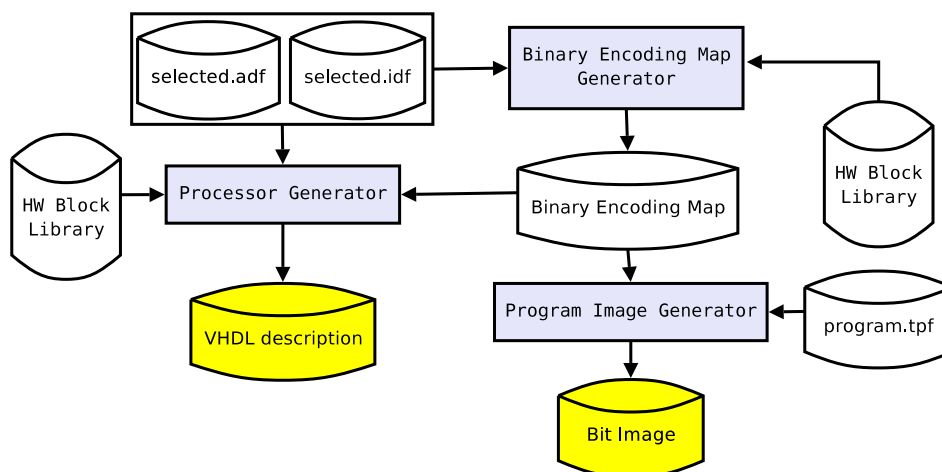 selected.adf
selected.idf
Binary Encoding Map
Generator
HW Block
Library
Processor Generator
Binary Encoding Map
HW Block
Library
VHDL description
Program Image Generator
program.tpf
Bit Image